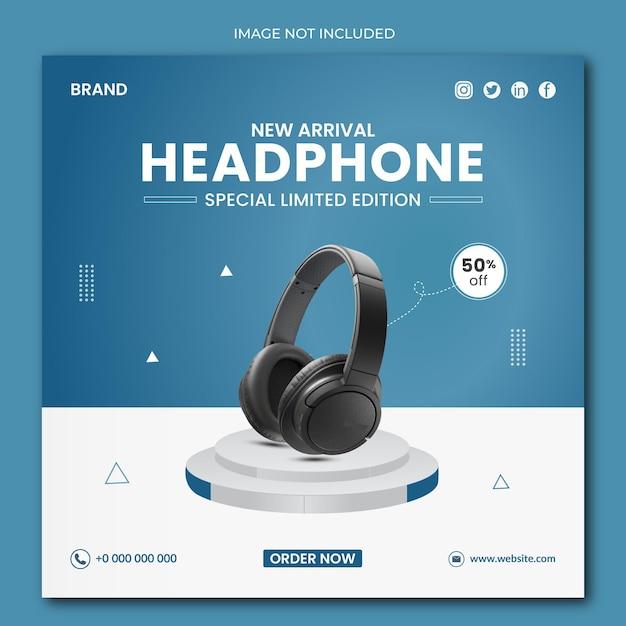 IMAGE NOT INCLUDED
BRAND
NEW ARRIVAL
HEADPHONE
SPECIAL LIMITED EDITION
50%
off
+0 000 000 000
ORDER NOW
www.website.com